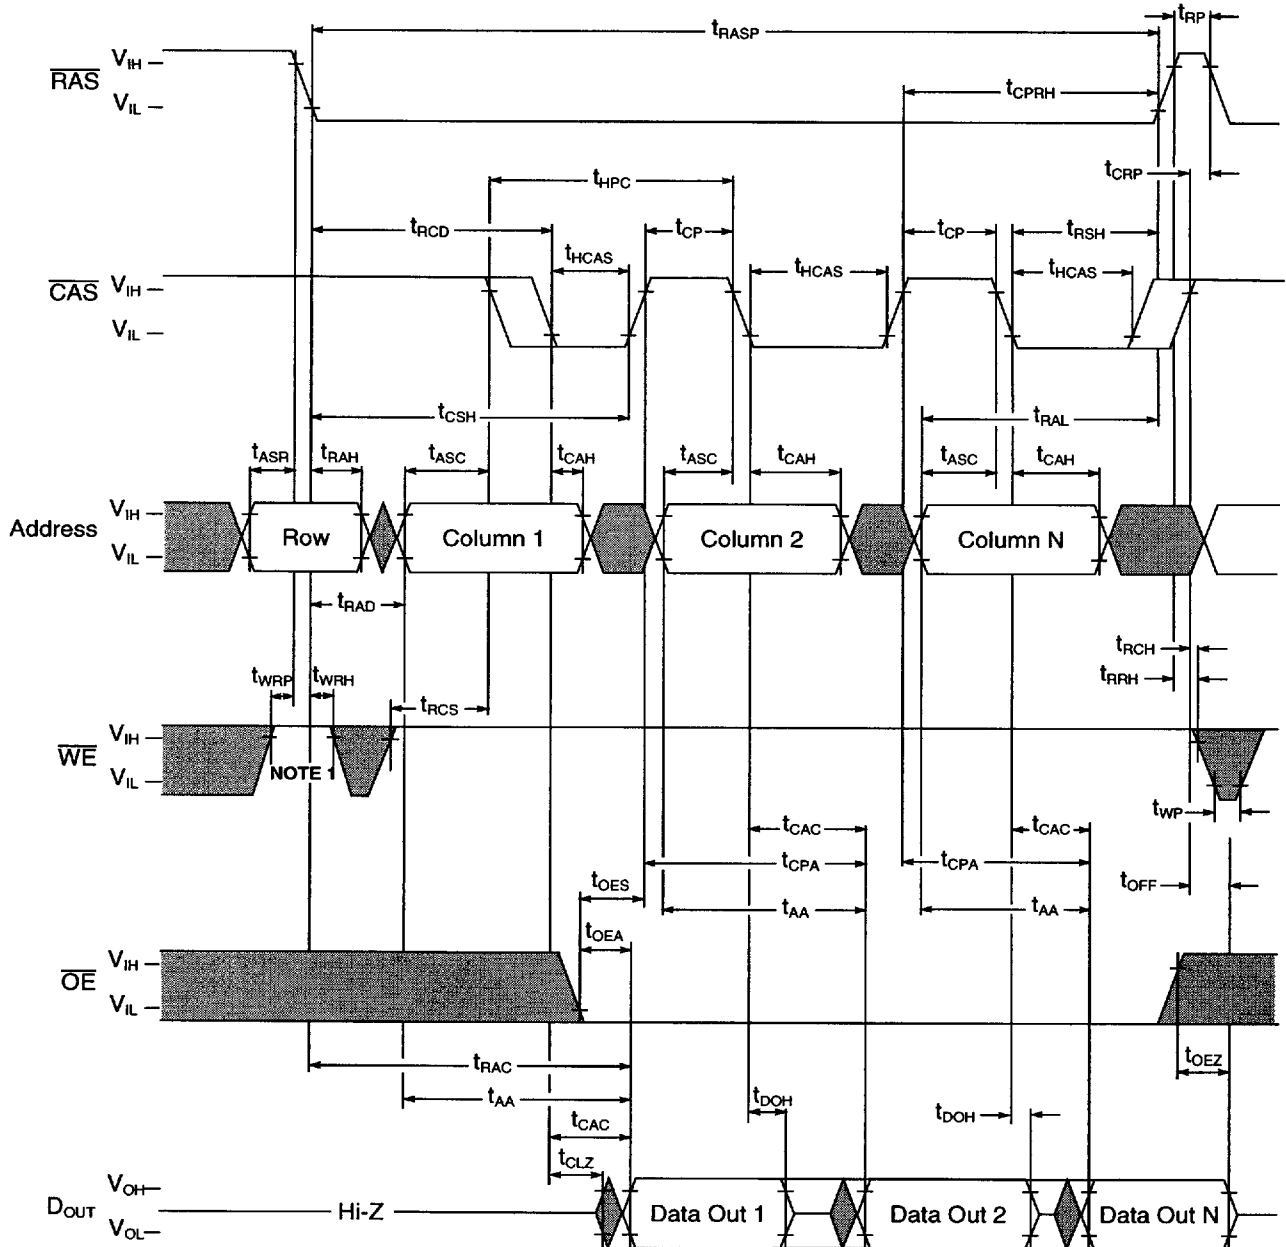 tRP
tRASP
VIH
RAS
VIL
tCPRH
tCRP
tHPC
tRCD
tCP
tCP
tRSH
tHCAS
tHCAS
tHCAS
VIH
CAS
VIL
tCSH
tRAL
tASR
tRAH
tASC
tCAH
tASC
tCAH
tASC
tCAH
VIH
Address
Row
Column 1
Column 2
Column N
VIL
tRAD
tRCH
tWRP
tWRH
tRRH
tRCS
VIH
WE
NOTE 1
VIL
tWP
tCAC
tCAC
tCPA
tCPA
tOES
tOFF
tAA
tAA
tOEA
VIH
OE
VIL
tRAC
tOEZ
tAA
tDOH
tDOH
tCAC
tCLZ
VOH
DOUT
Hi-Z
Data Out 1
Data Out 2
Data Out N
VOL